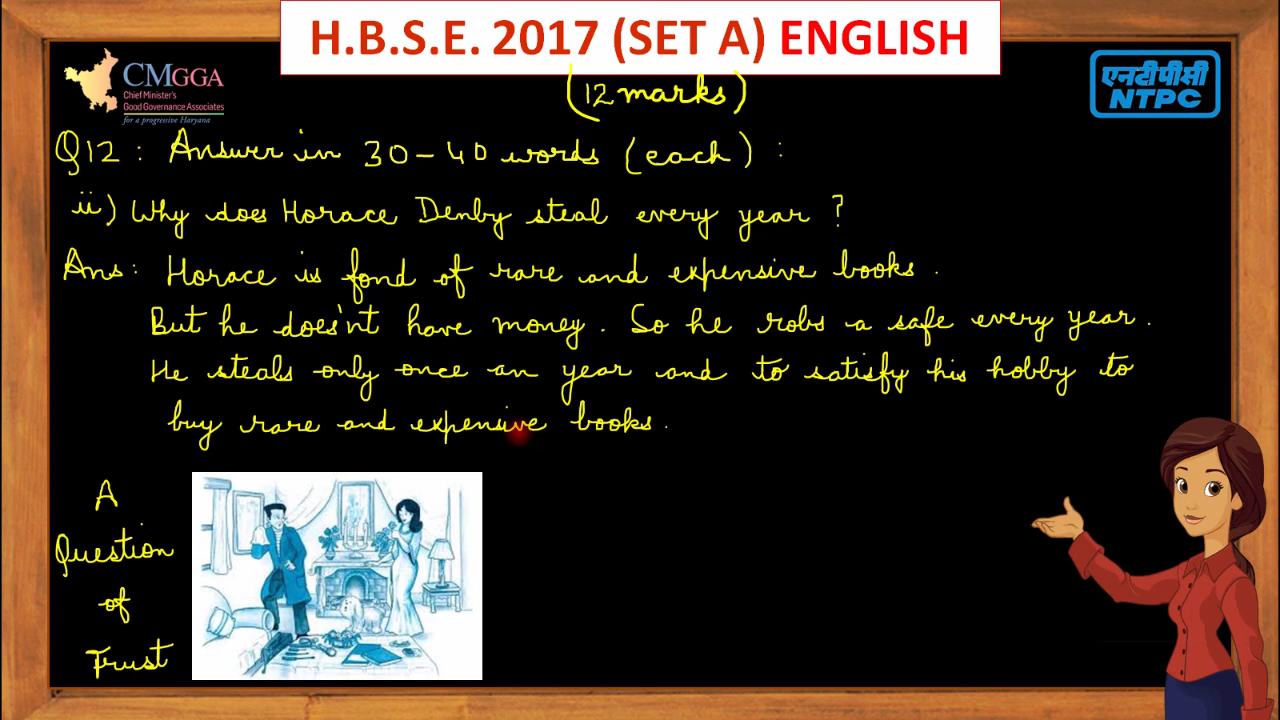 H.B.S.E. 2017 (SET A) ENGLISH
CMGGA
Chief Minister's
Good Governance Associates
for a progressive Haryana
(12 marks)
एनटीपीसी
NTPC
Q12 : Answer in 30-40 words (each) :
ii) Why does Horace Denby steal every year ?
Ans : Horace is fond of rare and expensive books .
But he does'nt have money . So he robs a safe every year .
He steals only once an year and to satisfy his hobby to
buy rare and expensive books .
A
Question
of
Trust